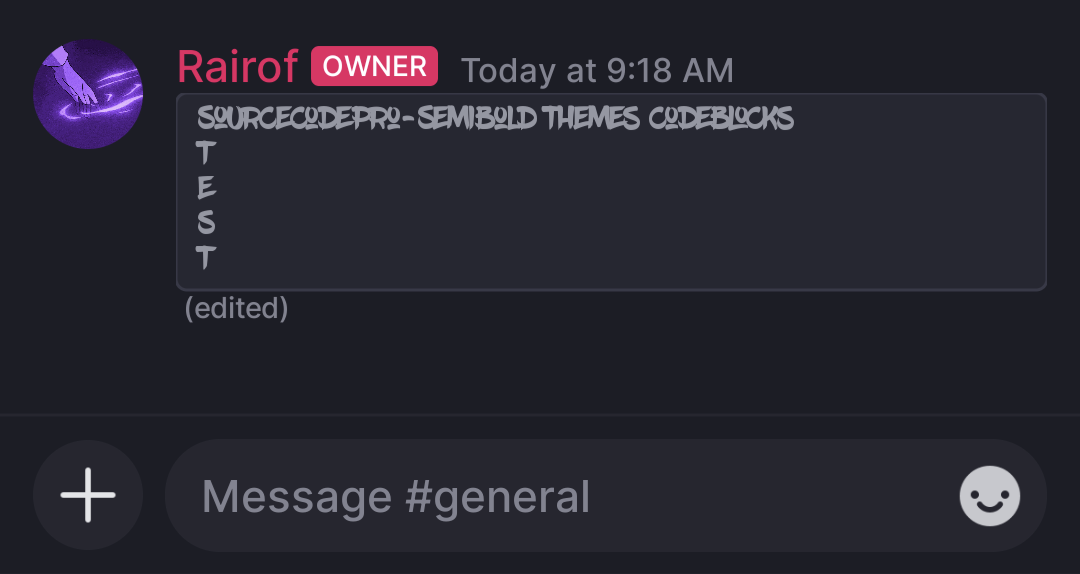 Rairof OWNER Today at 9:18 AM
SOURCECODEPRO-SEMIBOLD THEMES CODEBLOCKS
T
E
S
T
(edited)
Message #general